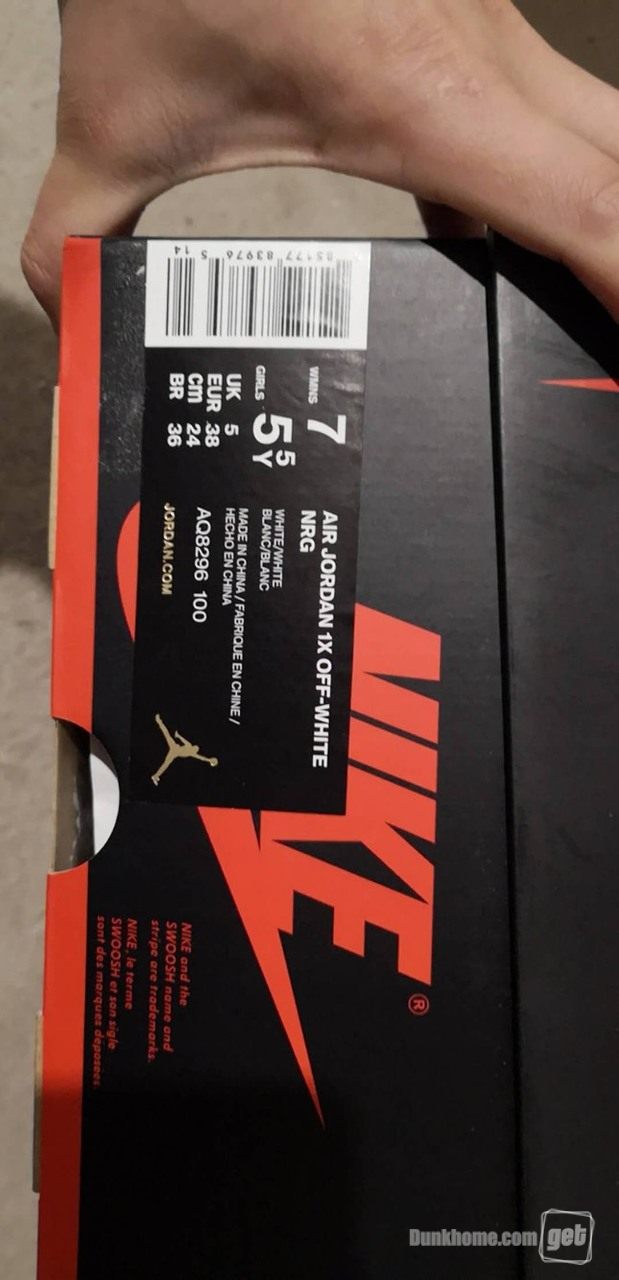 WMNS 7
GIRLS 5 5 Y
UK 5
EUR 38
cm 24
BR 36
AIR JORDAN 1X OFF-WHITE
NRG
WHITE/WHITE
BLANC/BLANC
MADE IN CHINA / FABRIQUE EN CHINE /
HECHO EN CHINA
AQ8296 100
JORDAN.COM
NIKE ®
NIKE and the
SWOOSH name and
stripe are trademarks.
NIKE, le terme
SWOOSH et son sigle
sont des marques déposées.
Dunkhome.com get